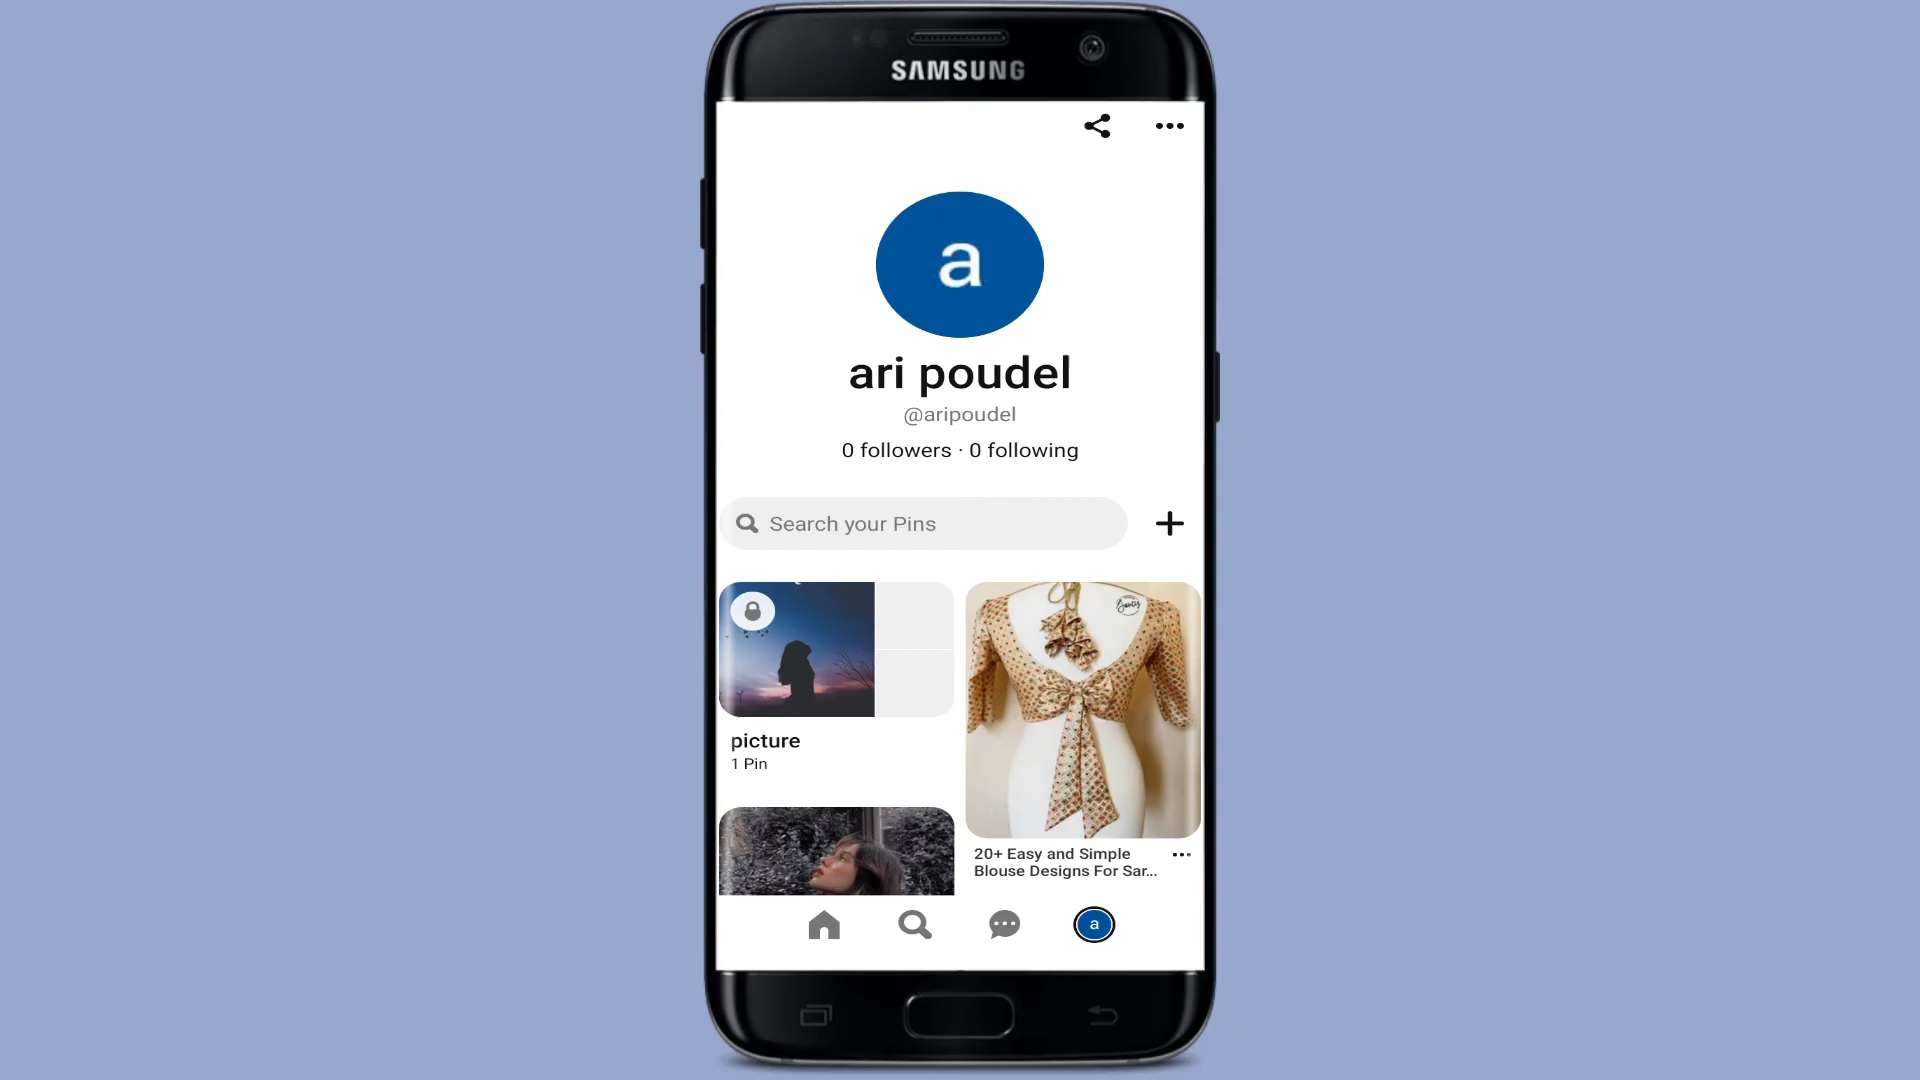 SAMSUNG
a
ari poudel
@aripoudel
0 followers · 0 following
Search your Pins
picture
1 Pin
20+ Easy and Simple
Blouse Designs For Sar...
a